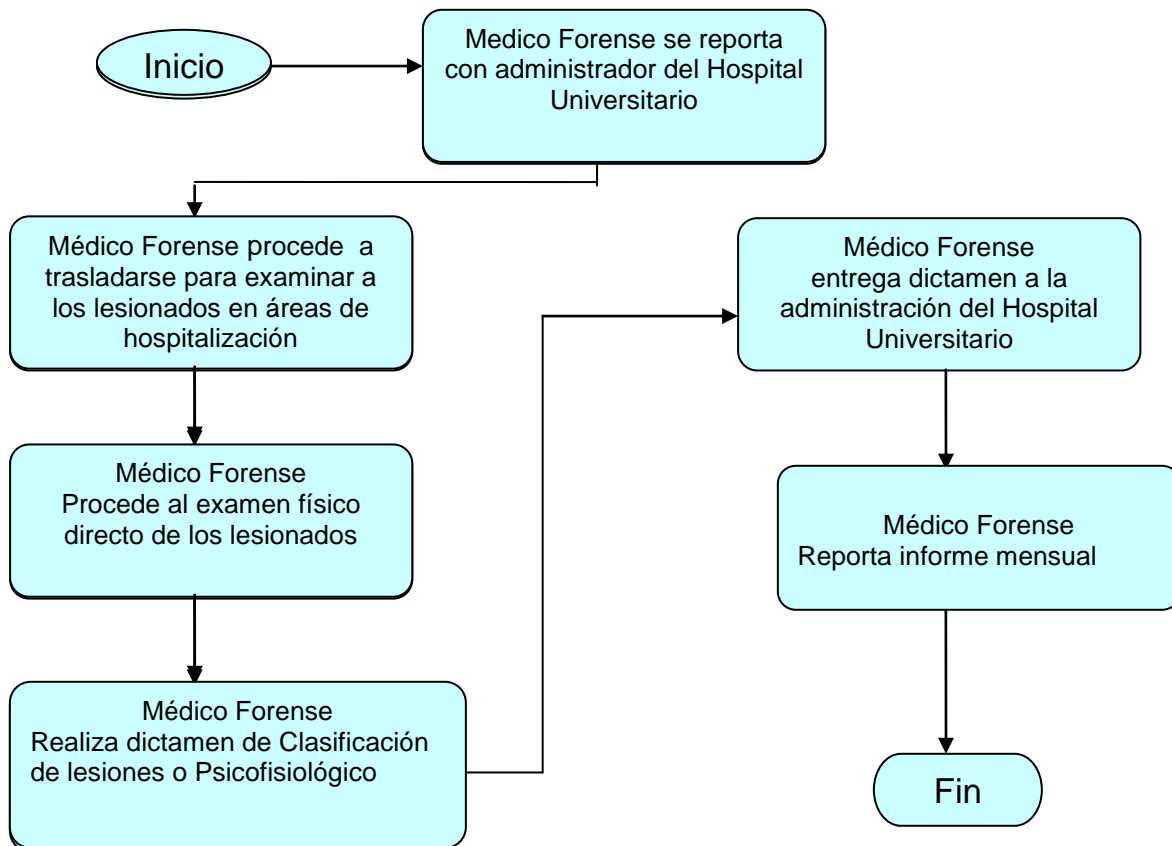 Inicio
Medico Forense se reporta
con administrador del Hospital
Universitario
Médico Forense procede a
trasladarse para examinar a
los lesionados en áreas de
hospitalización
Médico Forense
Procede al examen físico
directo de los lesionados
Médico Forense
Realiza dictamen de Clasificación
de lesiones o Psicofisiológico
Médico Forense
entrega dictamen a la
administración del Hospital
Universitario
Médico Forense
Reporta informe mensual
Fin